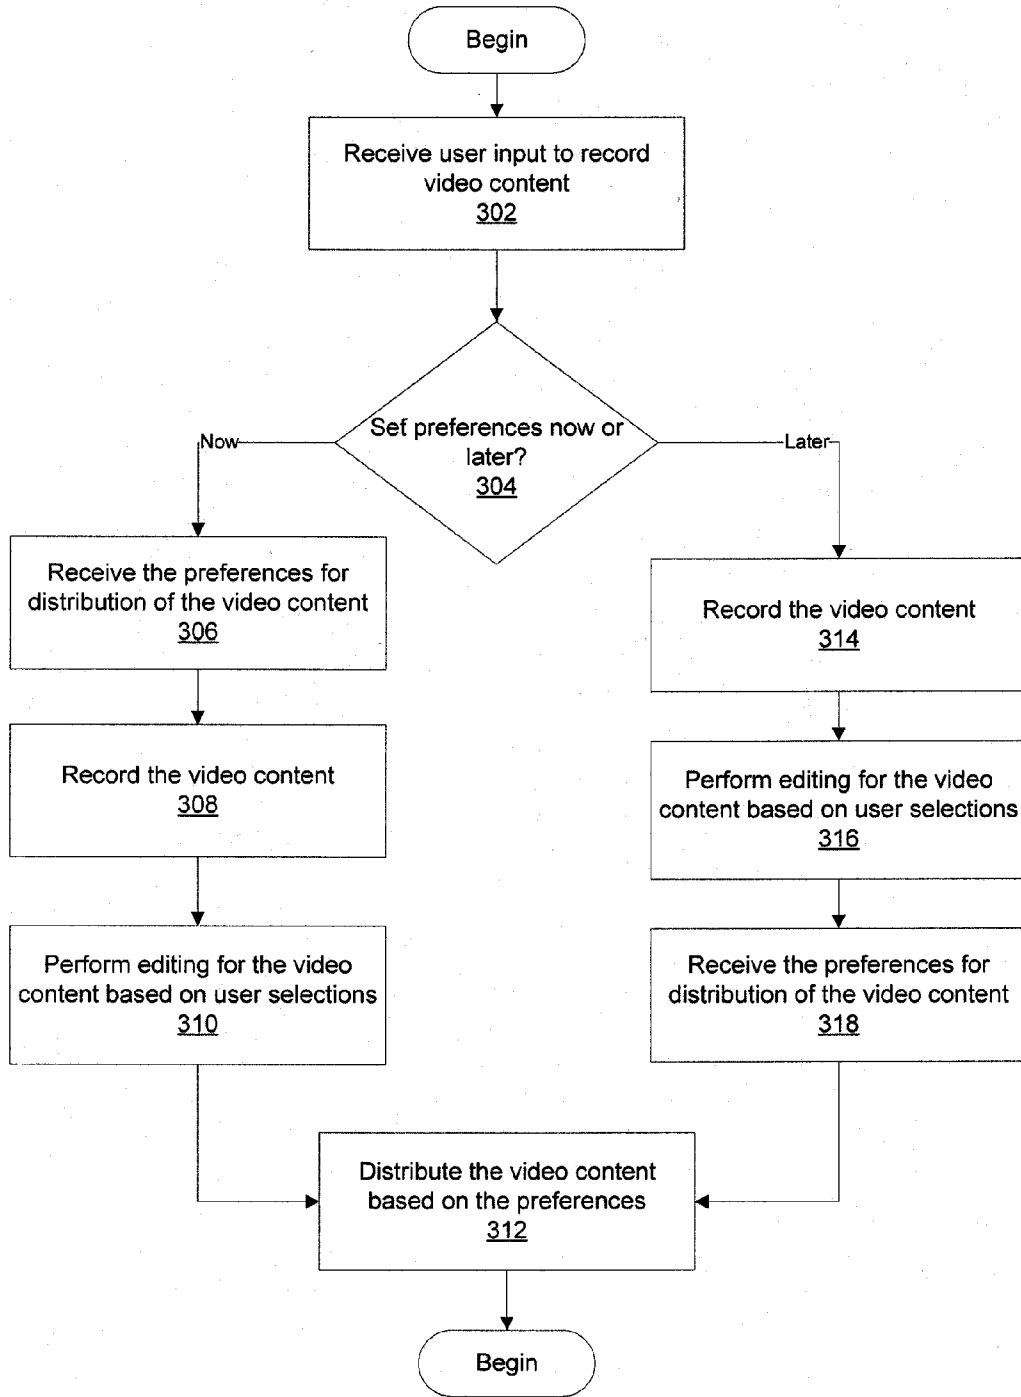 Begin
Receive user input to record
video content
302
Sef preferences now or
later?
304
Now
Later
Receive the preferences for
distribution of the video content
306
Record the video content
308
Perform editing for the video
content based on user selections
310
Record the video content
314
Perform editing for the video
content based on user selections
316
Receive the preferences for
distribution of the video content
318
Distribute the video content
based on the preferences
312
Begin